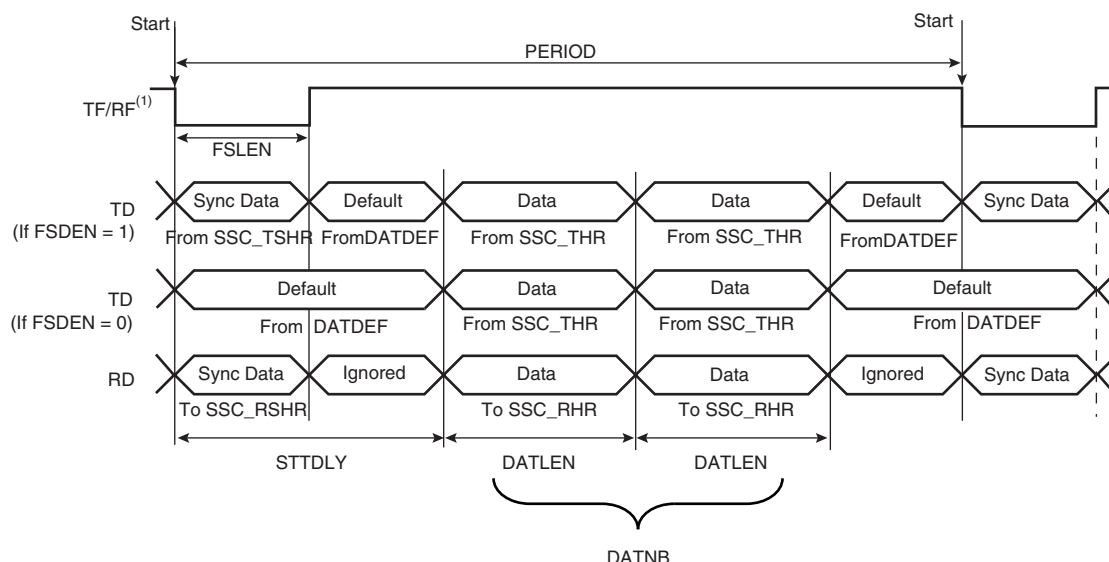 Start
Start
PERIOD
TF/RF(1)
FSLEN
TD
(If FSDEN = 1)
Sync Data
Default
Data
Data
Default
Sync Data
From SSC_TSHR
FromDATDEF
From SSC_THR
From SSC_THR
FromDATDEF
TD
(If FSDEN = 0)
Default
Data
Data
Default
From DATDEF
From SSC_THR
From SSC_THR
From DATDEF
RD
Sync Data
Ignored
Data
Data
Ignored
Sync Data
To SSC_RSHR
To SSC_RHR
To SSC_RHR
STTDLY
DATLEN
DATLEN
DATNB